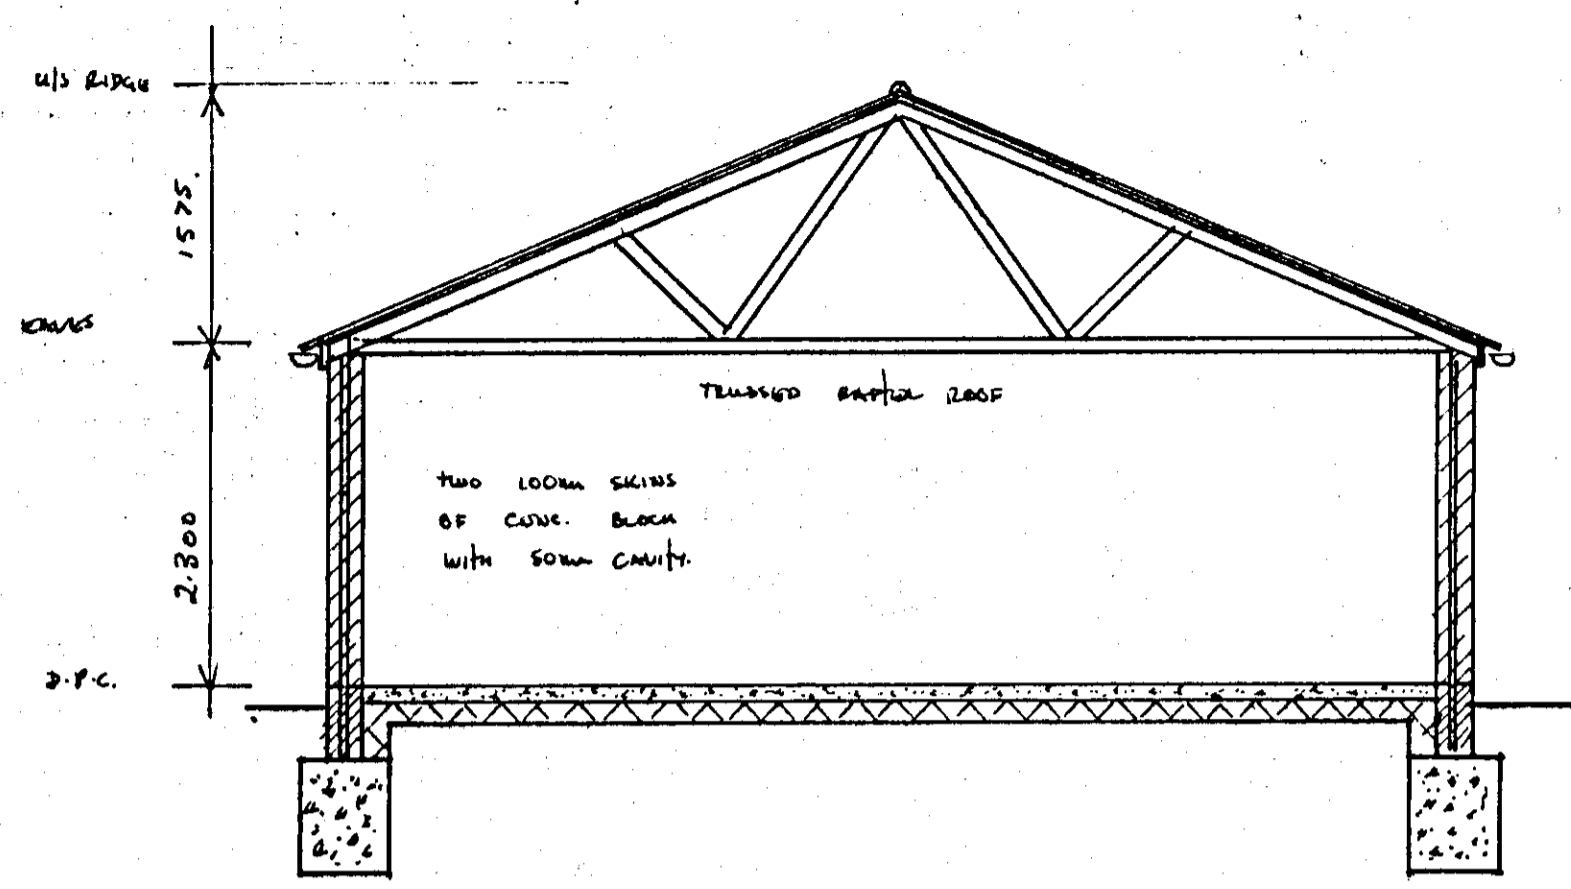 U/S RIDGE
1575.
EAVES
TRUSSED RAFTER ROOF
TWO 100mm SKINS
OF CONC. BLOCK
WITH 50mm CAVITY.
2.300
D.P.C.